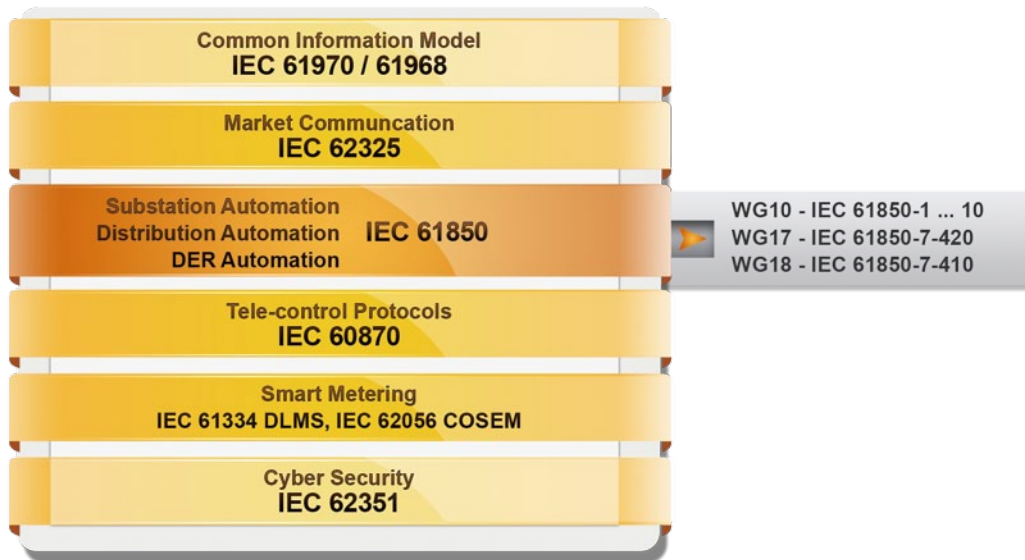 Common Information Model
IEC 61970 / 61968
Market Communcation
IEC 62325
Substation Automation
Distribution Automation
DER Automation
IEC 61850
WG10 - IEC 61850-1 ... 10
WG17 - IEC 61850-7-420
WG18 - IEC 61850-7-410
Tele-control Protocols
IEC 60870
Smart Metering
IEC 61334 DLMS, IEC 62056 COSEM
Cyber Security
IEC 62351